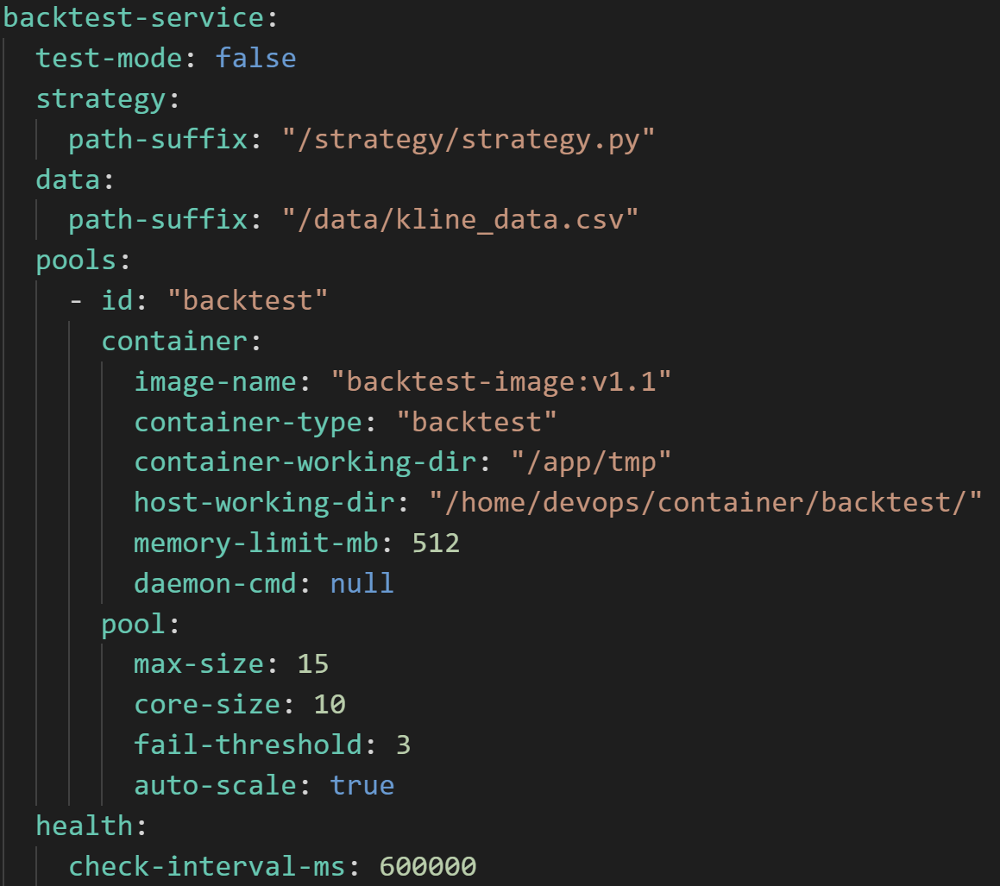 backtest-service:
  test-mode: false
  strategy:
    path-suffix: "/strategy/strategy.py"
  data:
    path-suffix: "/data/kline_data.csv"
  pools:
    - id: "backtest"
      container:
        image-name: "backtest-image:v1.1"
        container-type: "backtest"
        container-working-dir: "/app/tmp"
        host-working-dir: "/home/devops/container/backtest/"
        memory-limit-mb: 512
        daemon-cmd: null
      pool:
        max-size: 15
        core-size: 10
        fail-threshold: 3
        auto-scale: true
  health:
    check-interval-ms: 600000